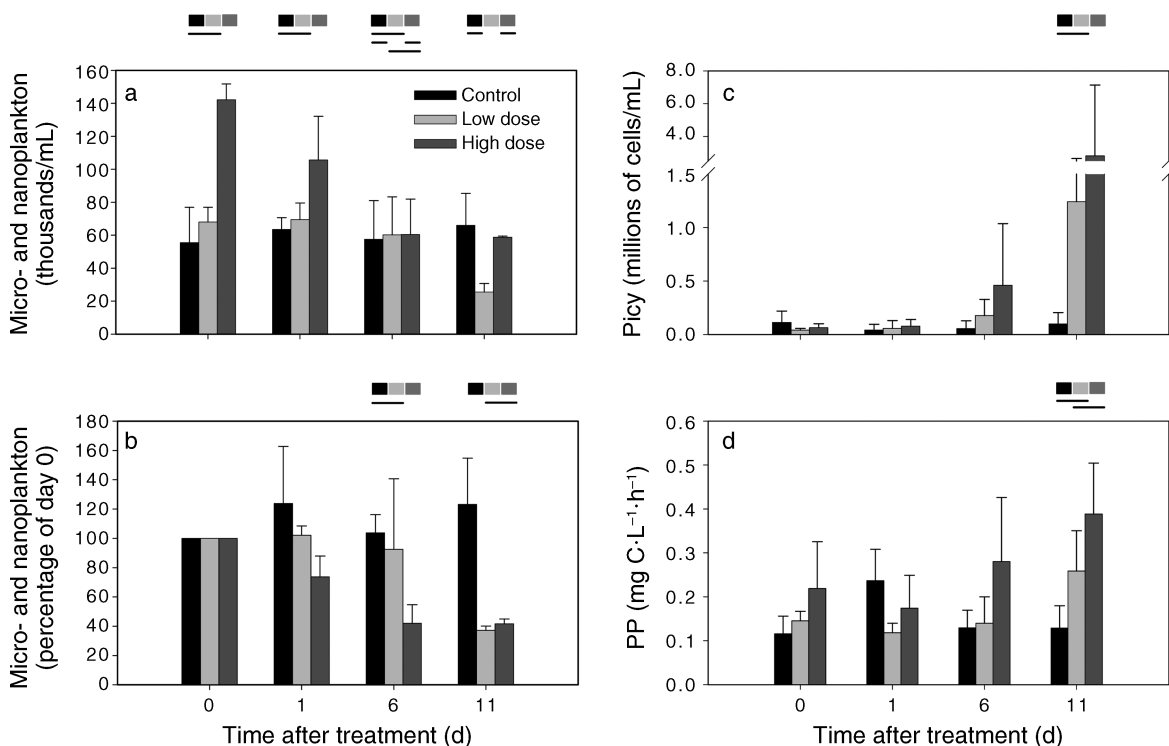 a
Micro- and nanoplankton
(thousands/mL)
160
140
120
100
80
60
40
20
0
Control
Low dose
High dose
c
Picy (millions of cells/mL)
8.0
6.0
4.0
1.5
1.0
0.5
0.0
b
Micro- and nanoplankton
(percentage of day 0)
180
160
140
120
100
80
60
40
20
0
0 1 6 11
Time after treatment (d)
d
PP (mg C·L⁻¹·h⁻¹)
0.6
0.5
0.4
0.3
0.2
0.1
0.0
0 1 6 11
Time after treatment (d)